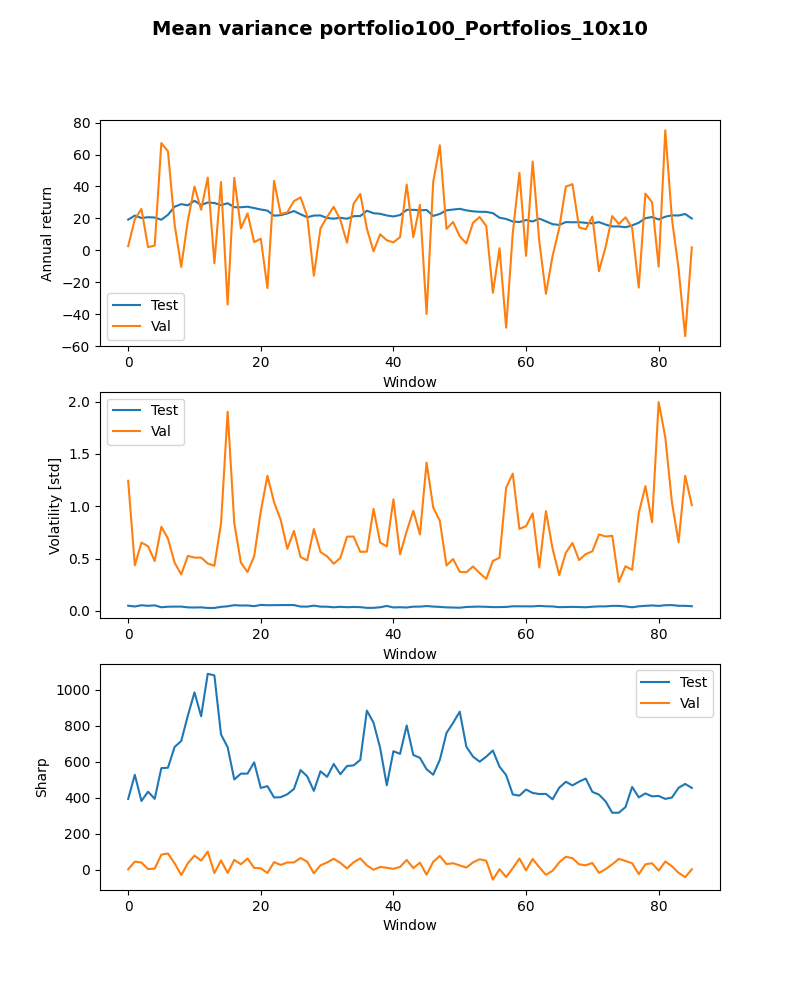 Mean variance portfolio100_Portfolios_10x10
80
60
40
20
0
−20
−40
−60
Annual return
Test
Val
0 20 40 60 80
Window
2.0
1.5
1.0
0.5
0.0
Volatility [std]
Test
Val
0 20 40 60 80
Window
1000
800
600
400
200
0
Sharp
Test
Val
0 20 40 60 80
Window